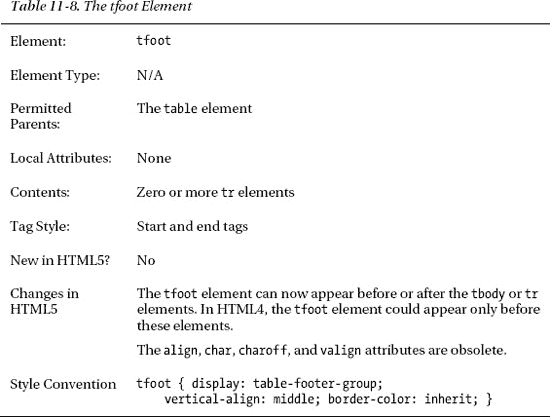 Table 11-8. The tfoot Element
Element: tfoot
Element Type: N/A
Permitted Parents: The table element
Local Attributes: None
Contents: Zero or more tr elements
Tag Style: Start and end tags
New in HTML5? No
Changes in HTML5 The tfoot element can now appear before or after the tbody or tr
elements. In HTML4, the tfoot element could appear only before
these elements.
The align, char, charoff, and valign attributes are obsolete.
Style Convention tfoot { display: table-footer-group;
vertical-align: middle; border-color: inherit; }